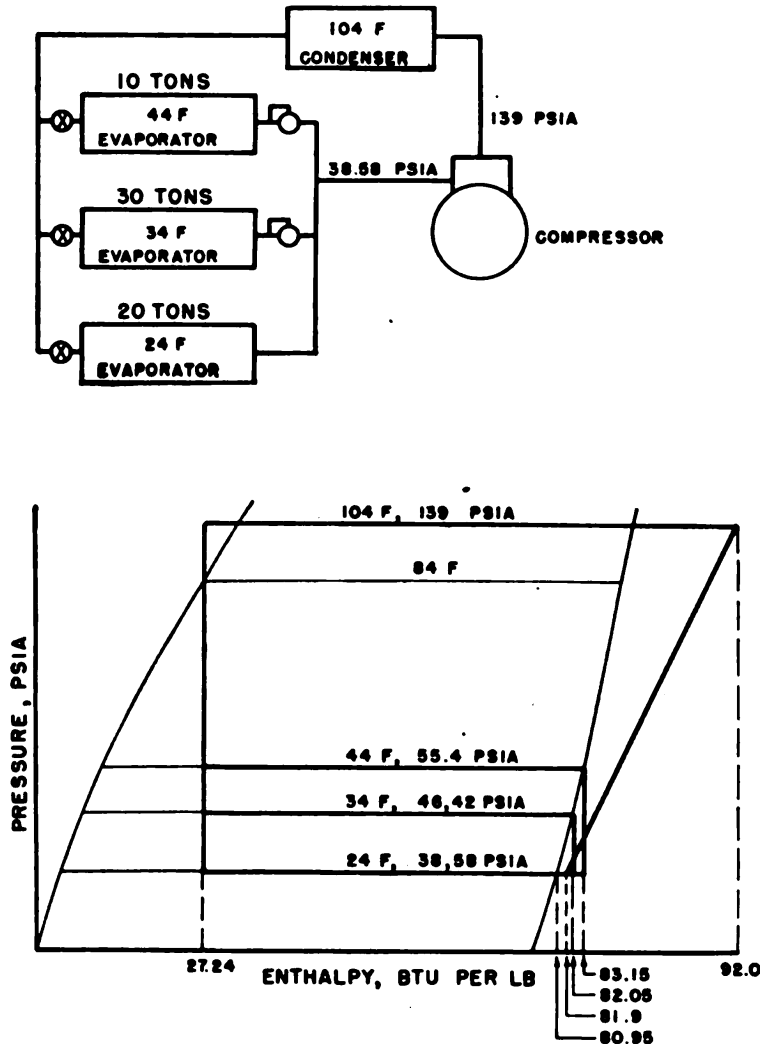 104 F
CONDENSER
10 TONS
44 F
EVAPORATOR
139 PSIA
38.58 PSIA
30 TONS
34 F
EVAPORATOR
COMPRESSOR
20 TONS
24 F
EVAPORATOR
104 F, 139 PSIA
84 F
PRESSURE, PSIA
44 F, 55.4 PSIA
34 F, 46,42 PSIA
24 F, 38,58 PSIA
27.24
ENTHALPY, BTU PER LB
92.0
83.15
82.05
81.9
80.95